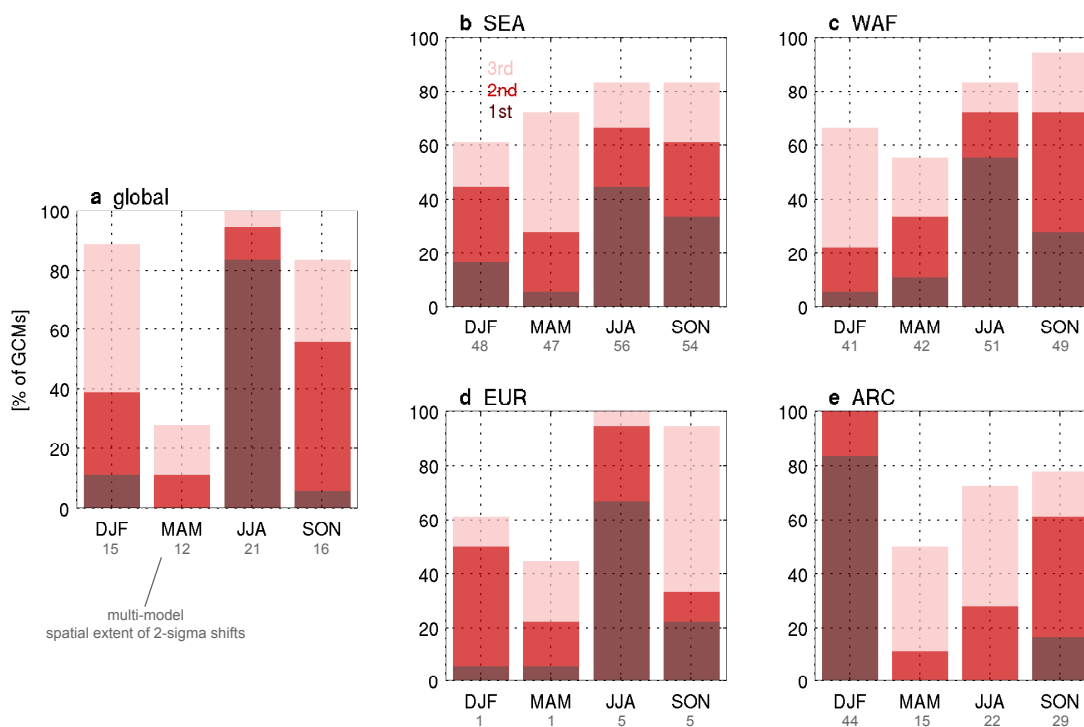 b SEA
100
80
60
40
20
0
3rd
2nd
1st
DJF MAM JJA SON
48 47 56 54
c WAF
100
80
60
40
20
0
DJF MAM JJA SON
41 42 51 49
a global
[% of GCMs]
100
80
60
40
20
0
DJF MAM JJA SON
15 12 21 16
multi-model
spatial extent of 2-sigma shifts
d EUR
100
80
60
40
20
0
DJF MAM JJA SON
1 1 5 5
e ARC
100
80
60
40
20
0
DJF MAM JJA SON
44 15 22 29